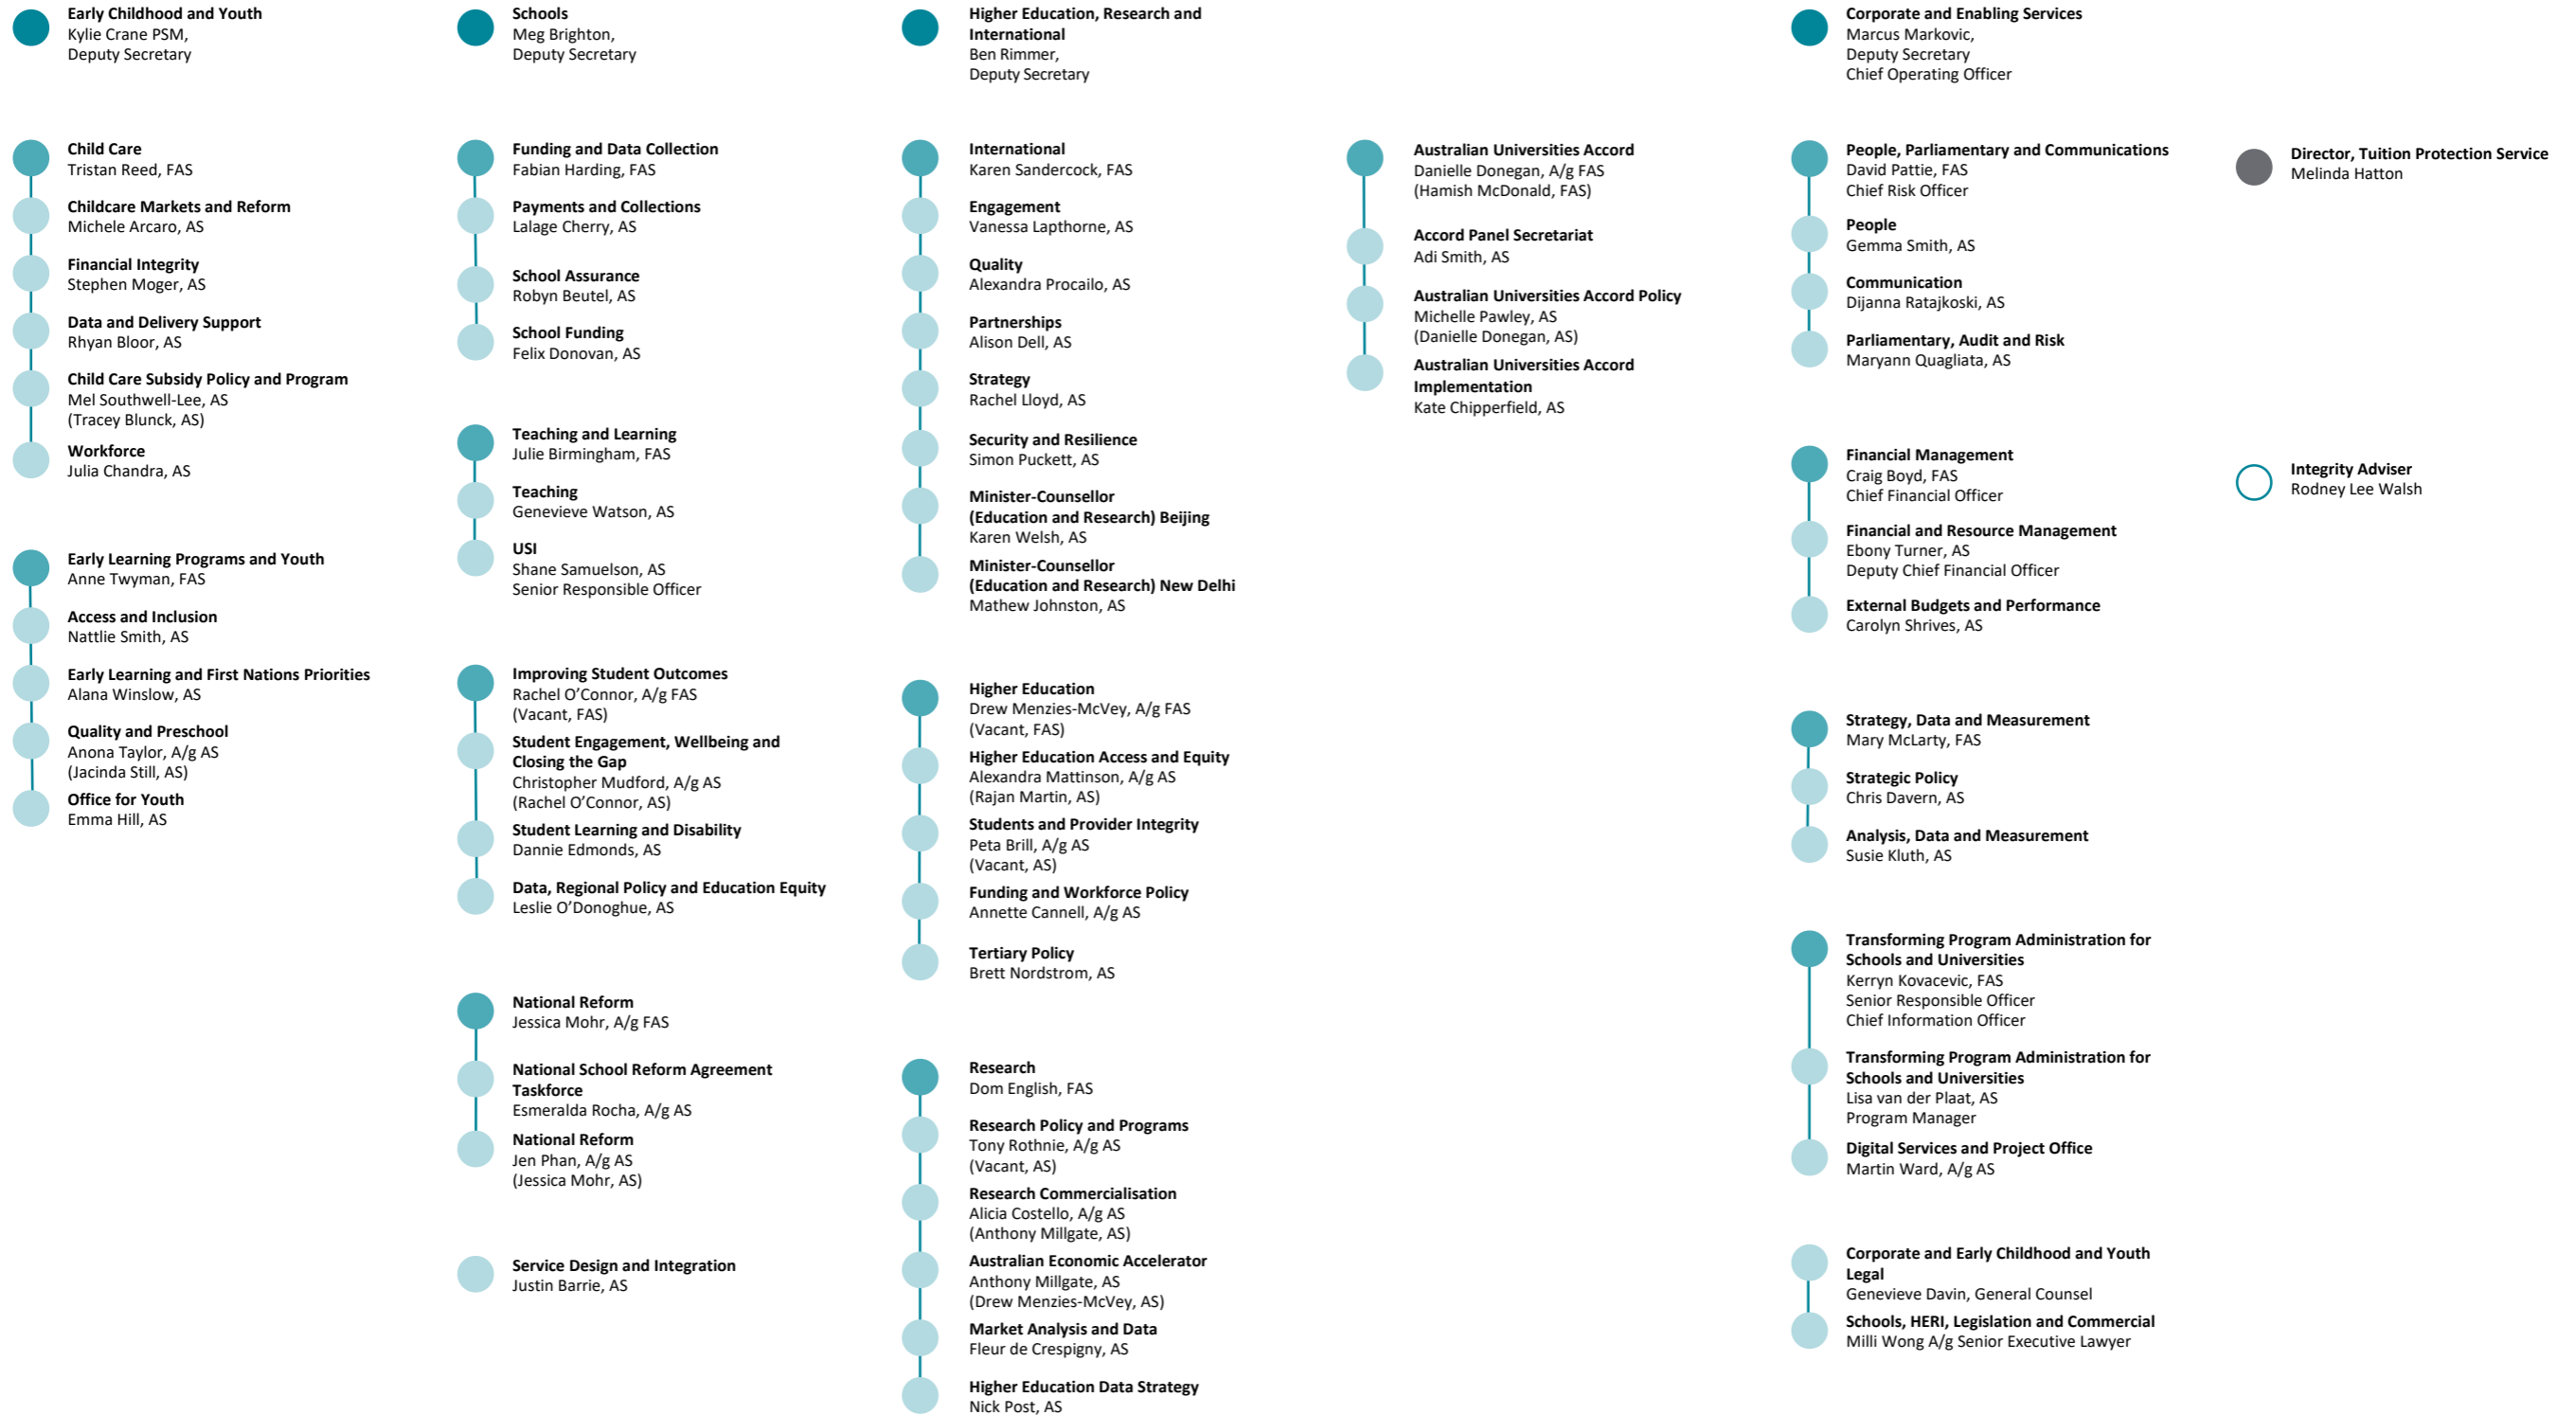 Early Childhood and Youth
Kylie Crane PSM,
Deputy Secretary
Child Care
Tristan Reed, FAS
Childcare Markets and Reform
Michele Arcaro, AS
Financial Integrity
Stephen Moger, AS
Data and Delivery Support
Rhyan Bloor, AS
Child Care Subsidy Policy and Program
Mel Southwell-Lee, AS
(Tracey Blunck, AS)
Workforce
Julia Chandra, AS
Early Learning Programs and Youth
Anne Twyman, FAS
Access and Inclusion
Nattlie Smith, AS
Early Learning and First Nations Priorities
Alana Winslow, AS
Quality and Preschool
Anona Taylor, A/g AS
(Jacinda Still, AS)
Office for Youth
Emma Hill, AS
Schools
Meg Brighton,
Deputy Secretary
Funding and Data Collection
Fabian Harding, FAS
Payments and Collections
Lalage Cherry, AS
School Assurance
Robyn Beutel, AS
School Funding
Felix Donovan, AS
Teaching and Learning
Julie Birmingham, FAS
Teaching
Genevieve Watson, AS
USI
Shane Samuelson, AS
Senior Responsible Officer
Improving Student Outcomes
Rachel O’Connor, A/g FAS
(Vacant, FAS)
Student Engagement, Wellbeing and
Closing the Gap
Christopher Mudford, A/g AS
(Rachel O’Connor, AS)
Student Learning and Disability
Dannie Edmonds, AS
Data, Regional Policy and Education Equity
Leslie O’Donoghue, AS
National Reform
Jessica Mohr, A/g FAS
National School Reform Agreement
Taskforce
Esmeralda Rocha, A/g AS
National Reform
Jen Phan, A/g AS
(Jessica Mohr, AS)
Service Design and Integration
Justin Barrie, AS
Higher Education, Research and
International
Ben Rimmer,
Deputy Secretary
International
Karen Sandercock, FAS
Engagement
Vanessa Lapthorne, AS
Quality
Alexandra Procailo, AS
Partnerships
Alison Dell, AS
Strategy
Rachel Lloyd, AS
Security and Resilience
Simon Puckett, AS
Minister-Counsellor
(Education and Research) Beijing
Karen Welsh, AS
Minister-Counsellor
(Education and Research) New Delhi
Mathew Johnston, AS
Higher Education
Drew Menzies-McVey, A/g FAS
(Vacant, FAS)
Higher Education Access and Equity
Alexandra Mattinson, A/g AS
(Rajan Martin, AS)
Students and Provider Integrity
Peta Brill, A/g AS
(Vacant, AS)
Funding and Workforce Policy
Annette Cannell, A/g AS
Tertiary Policy
Brett Nordstrom, AS
Research
Dom English, FAS
Research Policy and Programs
Tony Rothnie, A/g AS
(Vacant, AS)
Research Commercialisation
Alicia Costello, A/g AS
(Anthony Millgate, AS)
Australian Economic Accelerator
Anthony Millgate, AS
(Drew Menzies-McVey, AS)
Market Analysis and Data
Fleur de Crespigny, AS
Higher Education Data Strategy
Nick Post, AS
Australian Universities Accord
Danielle Donegan, A/g FAS
(Hamish McDonald, FAS)
Accord Panel Secretariat
Adi Smith, AS
Australian Universities Accord Policy
Michelle Pawley, AS
(Danielle Donegan, AS)
Australian Universities Accord
Implementation
Kate Chipperfield, AS
Corporate and Enabling Services
Marcus Markovic,
Deputy Secretary
Chief Operating Officer
People, Parliamentary and Communications
David Pattie, FAS
Chief Risk Officer
People
Gemma Smith, AS
Communication
Dijanna Ratajkoski, AS
Parliamentary, Audit and Risk
Maryann Quagliata, AS
Financial Management
Craig Boyd, FAS
Chief Financial Officer
Financial and Resource Management
Ebony Turner, AS
Deputy Chief Financial Officer
External Budgets and Performance
Carolyn Shrives, AS
Strategy, Data and Measurement
Mary McLarty, FAS
Strategic Policy
Chris Davern, AS
Analysis, Data and Measurement
Susie Kluth, AS
Transforming Program Administration for
Schools and Universities
Kerryn Kovacevic, FAS
Senior Responsible Officer
Chief Information Officer
Transforming Program Administration for
Schools and Universities
Lisa van der Plaat, AS
Program Manager
Digital Services and Project Office
Martin Ward, A/g AS
Corporate and Early Childhood and Youth
Legal
Genevieve Davin, General Counsel
Schools, HERI, Legislation and Commercial
Milli Wong A/g Senior Executive Lawyer
Director, Tuition Protection Service
Melinda Hatton
Integrity Adviser
Rodney Lee Walsh